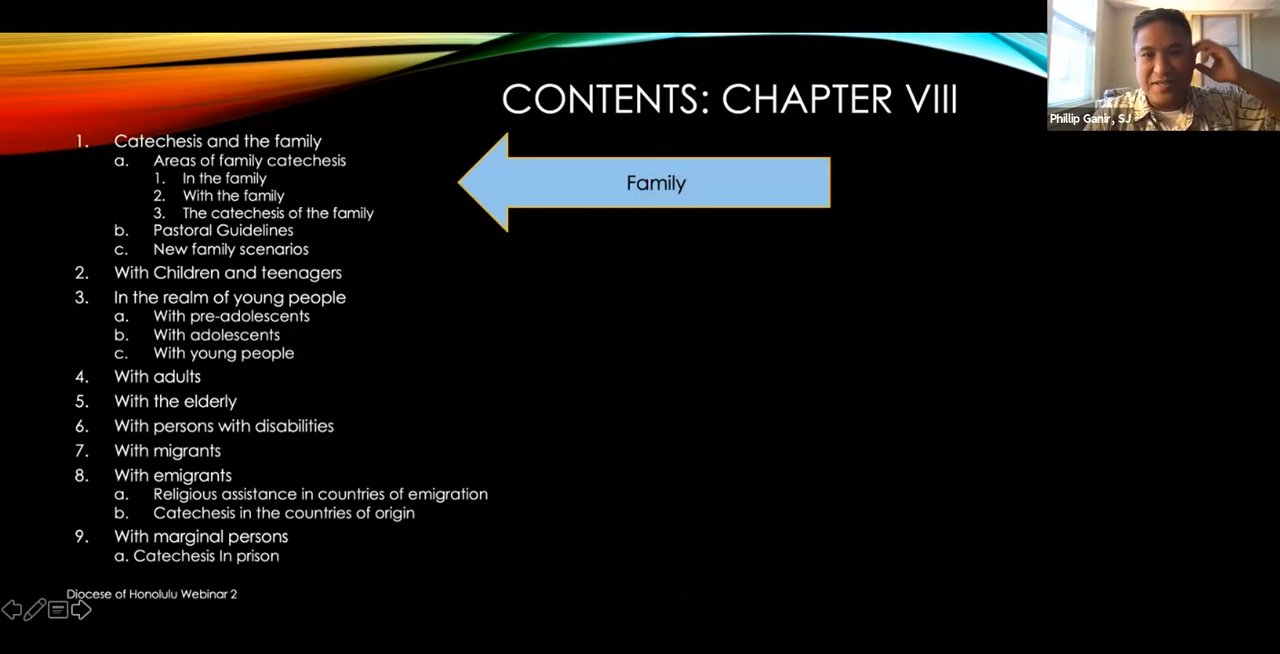 CONTENTS: CHAPTER VIII
Phillip Ganir, SJ
1. Catechesis and the family
a. Areas of family catechesis
1. In the family
2. With the family
3. The catechesis of the family
b. Pastoral Guidelines
c. New family scenarios
2. With Children and teenagers
3. In the realm of young people
a. With pre-adolescents
b. With adolescents
c. With young people
4. With adults
5. With the elderly
6. With persons with disabilities
7. With migrants
8. With emigrants
a. Religious assistance in countries of emigration
b. Catechesis in the countries of origin
9. With marginal persons
a. Catechesis In prison
Family
Diocese of Honolulu Webinar 2